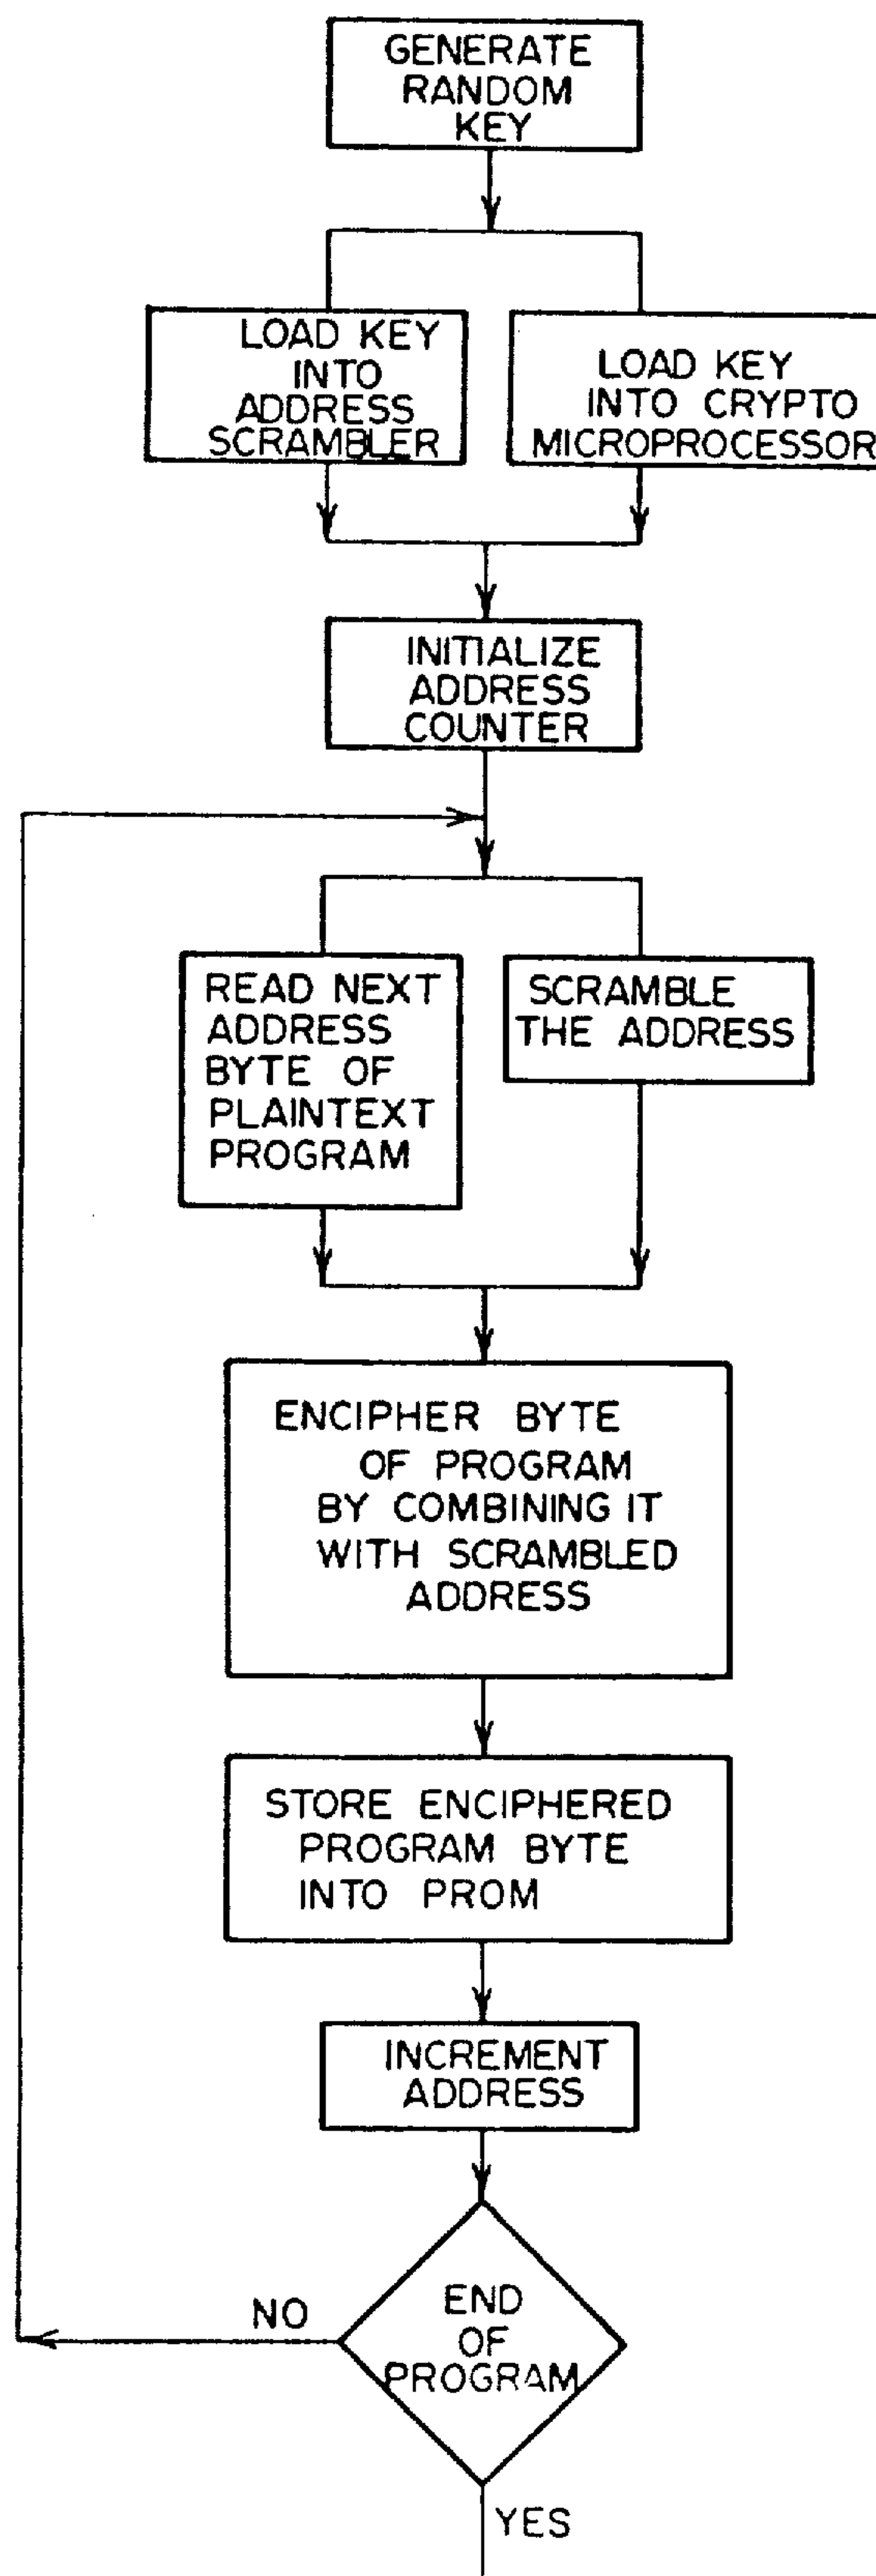 GENERATE
RANDOM
KEY
LOAD KEY
INTO
ADDRESS
SCRAMBLER
LOAD KEY
INTO CRYPTO
MICROPROCESSOR
INITIALIZE
ADDRESS
COUNTER
READ NEXT
ADDRESS
BYTE OF
PLAINTEXT
PROGRAM
SCRAMBLE
THE ADDRESS
ENCIPHER BYTE
OF PROGRAM
BY COMBINING IT
WITH SCRAMBLED
ADDRESS
STORE ENCIPHERED
PROGRAM BYTE
INTO PROM
INCREMENT
ADDRESS
END
OF
PROGRAM
NO
YES